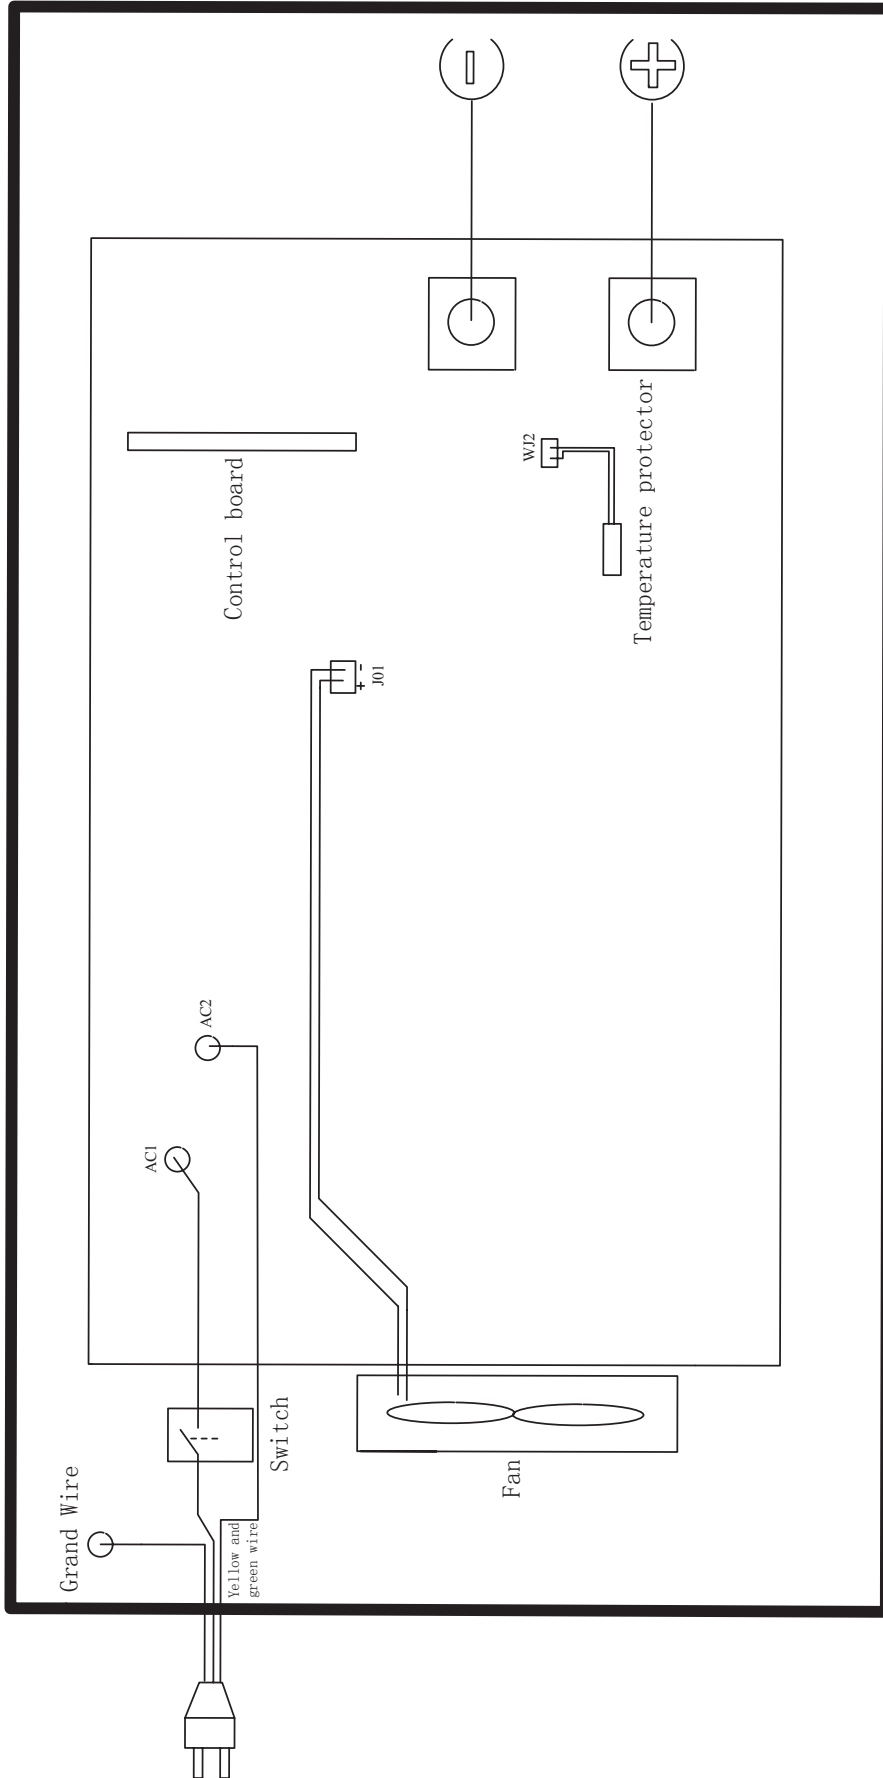 Grand Wire
Yellow and
green wire
Switch
Fan
AC1
AC2
J01
+ -
Control board
WJ2
Temperature protector
-
+